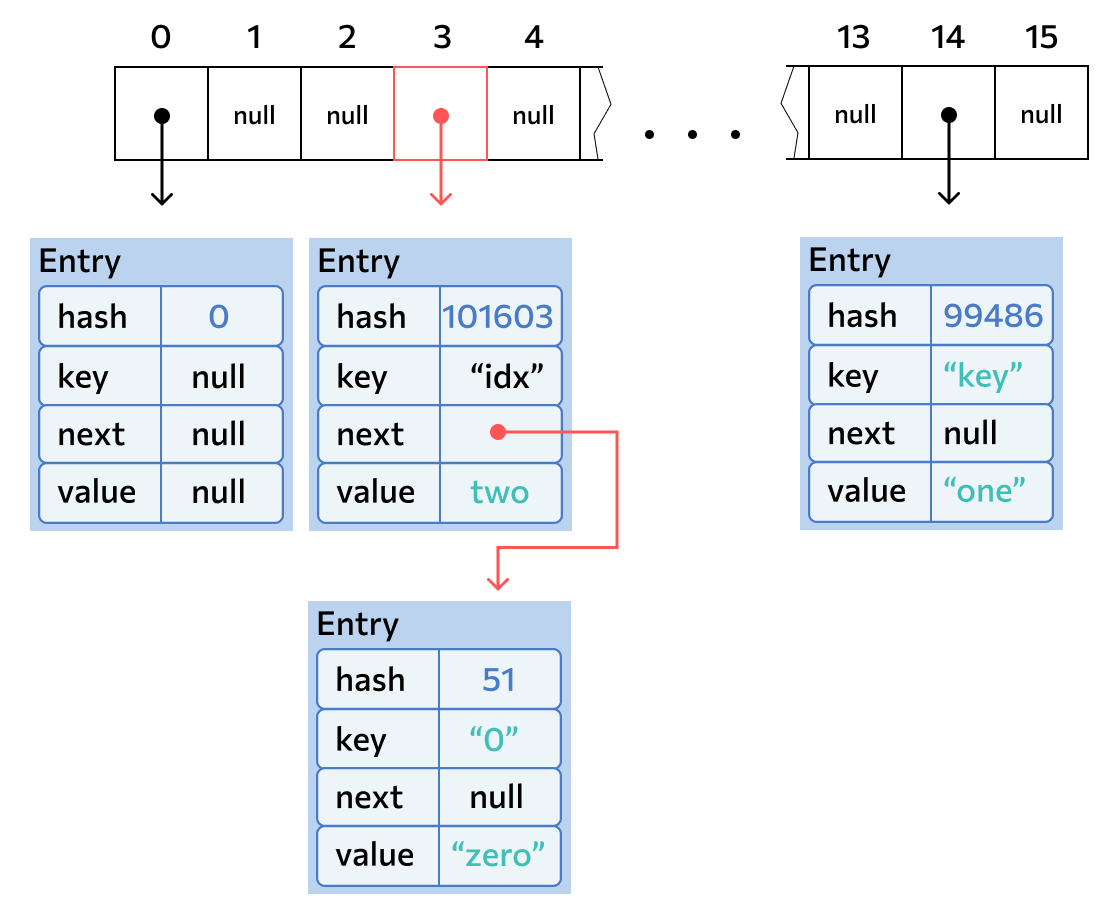 0 1 2 3 4 13 14 15
null null null null null
Entry
hash 0
key null
next null
value null
Entry
hash 101603
key “idx”
next
value two
Entry
hash 99486
key “key”
next null
value “one”
Entry
hash 51
key “0”
next null
value “zero”